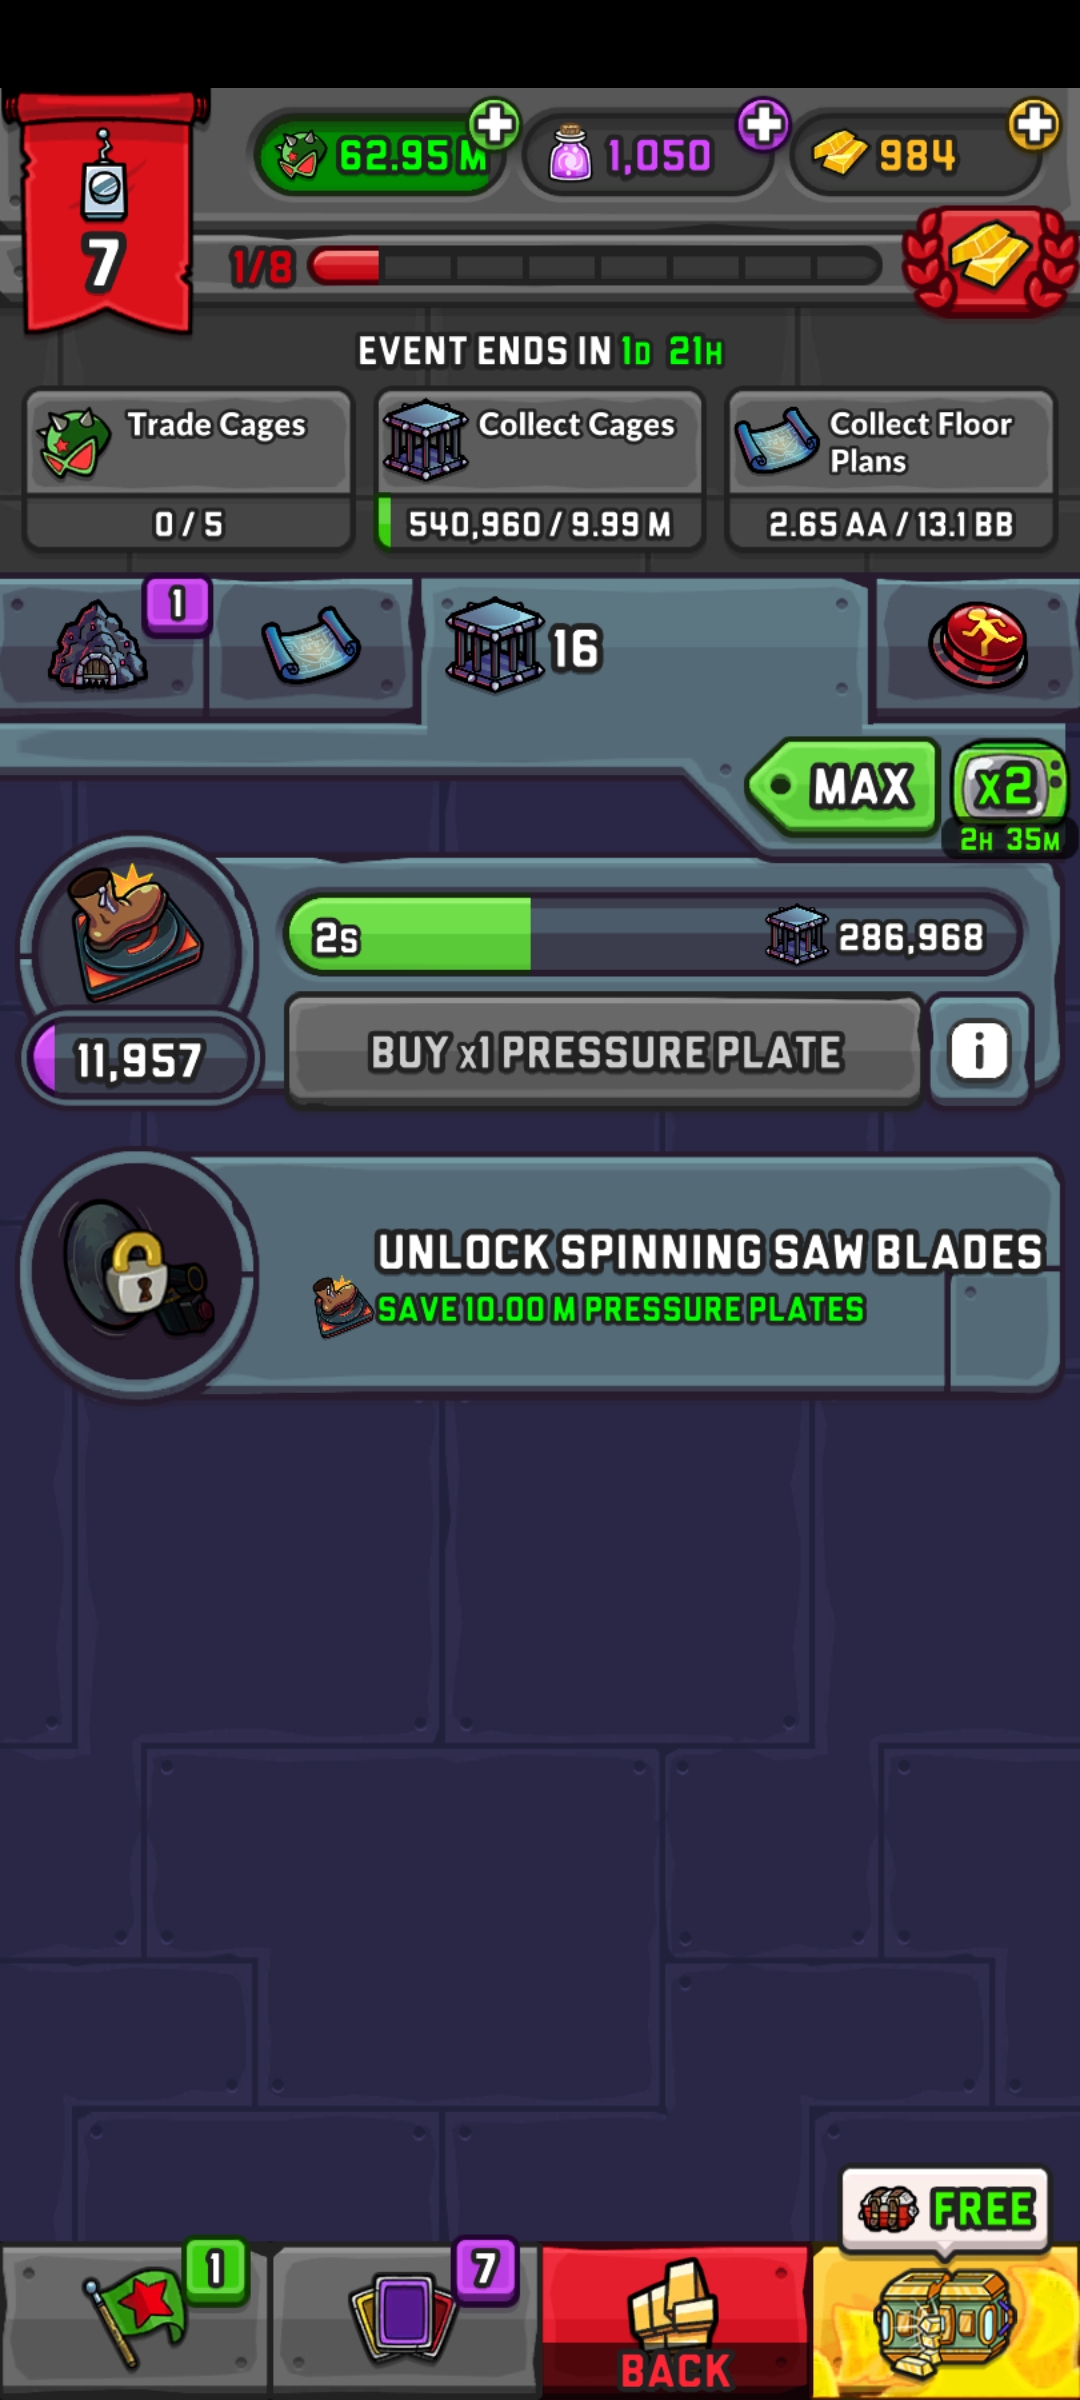 62.95 M
1,050
984
7
1/8
EVENT ENDS IN 1D 21H
Trade Cages
0 / 5
Collect Cages
540,960 / 9.99 M
Collect Floor
Plans
2.65 AA / 13.1 BB
1
16
MAX
x2
2H 35M
2s
286,968
11,957
BUY x1 PRESSURE PLATE
i
UNLOCK SPINNING SAW BLADES
SAVE 10.00 M PRESSURE PLATES
FREE
1
7
BACK